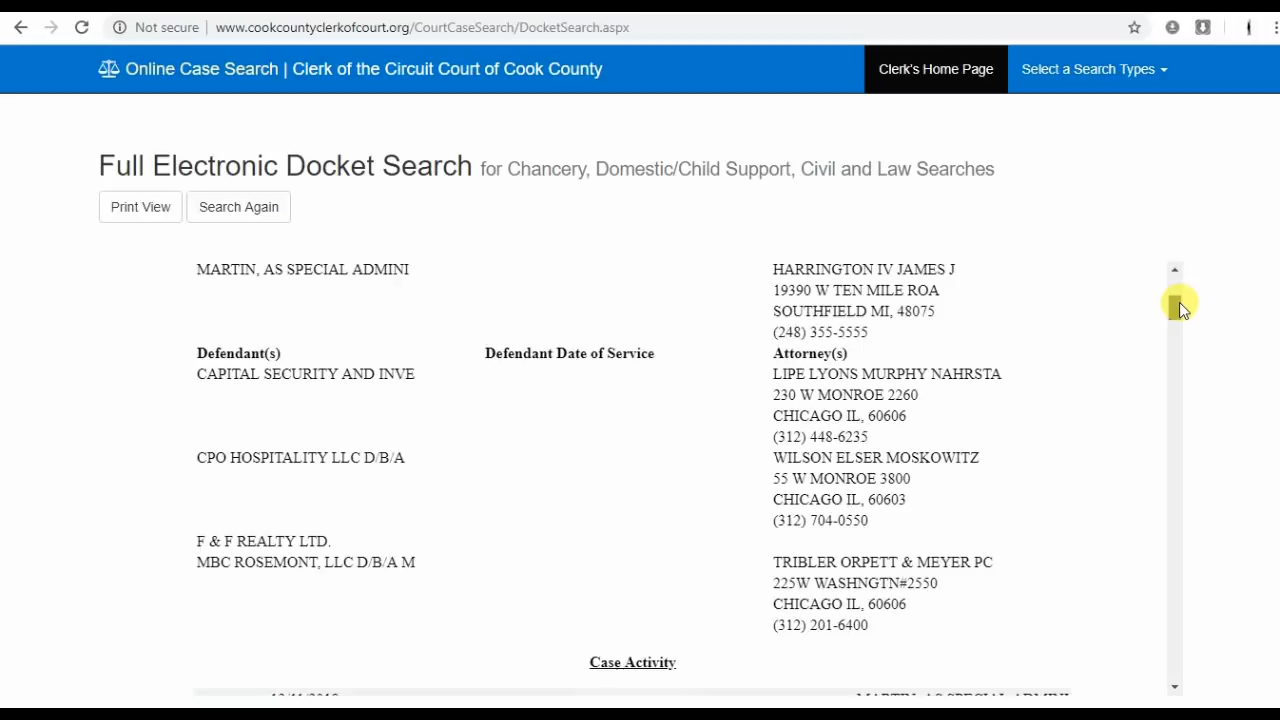 Not secure www.cookcountyclerkofcourt.org/CourtCaseSearch/DocketSearch.aspx
Online Case Search | Clerk of the Circuit Court of Cook County Clerk's Home Page Select a Search Types
Full Electronic Docket Search for Chancery, Domestic/Child Support, Civil and Law Searches
Print View Search Again
MARTIN, AS SPECIAL ADMINI HARRINGTON IV JAMES J
19390 W TEN MILE ROA
SOUTHFIELD MI, 48075
(248) 355-5555
Defendant(s) Defendant Date of Service Attorney(s)
CAPITAL SECURITY AND INVE LIPE LYONS MURPHY NAHRSTA
230 W MONROE 2260
CHICAGO IL, 60606
(312) 448-6235
CPO HOSPITALITY LLC D/B/A WILSON ELSER MOSKOWITZ
55 W MONROE 3800
CHICAGO IL, 60603
(312) 704-0550
F & F REALTY LTD.
MBC ROSEMONT, LLC D/B/A M TRIBLER ORPETT & MEYER PC
225W WASHNGTN#2550
CHICAGO IL, 60606
(312) 201-6400
Case Activity
MARTIN, AS SPECIAL ADMINI